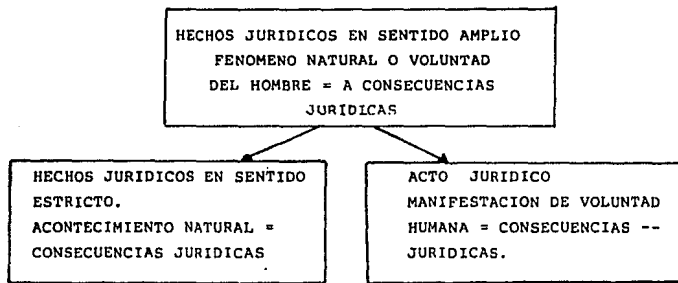 HECHOS JURIDICOS EN SENTIDO AMPLIO
FENOMENO NATURAL O VOLUNTAD
DEL HOMBRE = A CONSECUENCIAS
JURIDICAS
HECHOS JURIDICOS EN SENTIDO
ESTRICTO.
ACONTECIMIENTO NATURAL =
CONSECUENCIAS JURIDICAS
ACTO JURIDICO
MANIFESTACION DE VOLUNTAD
HUMANA = CONSECUENCIAS --
JURIDICAS.